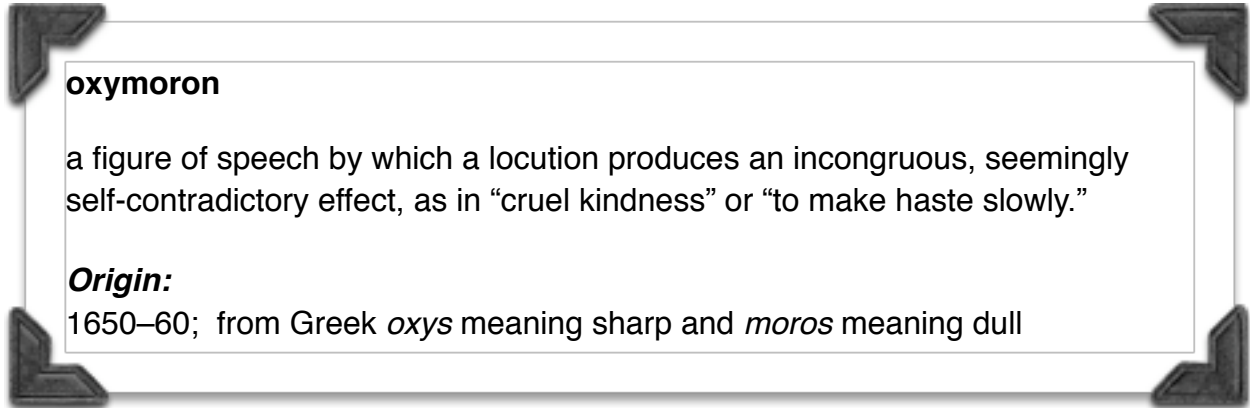 oxymoron
a figure of speech by which a locution produces an incongruous, seemingly
self-contradictory effect, as in “cruel kindness” or “to make haste slowly.”
Origin:
1650–60;  from Greek oxys meaning sharp and moros meaning dull